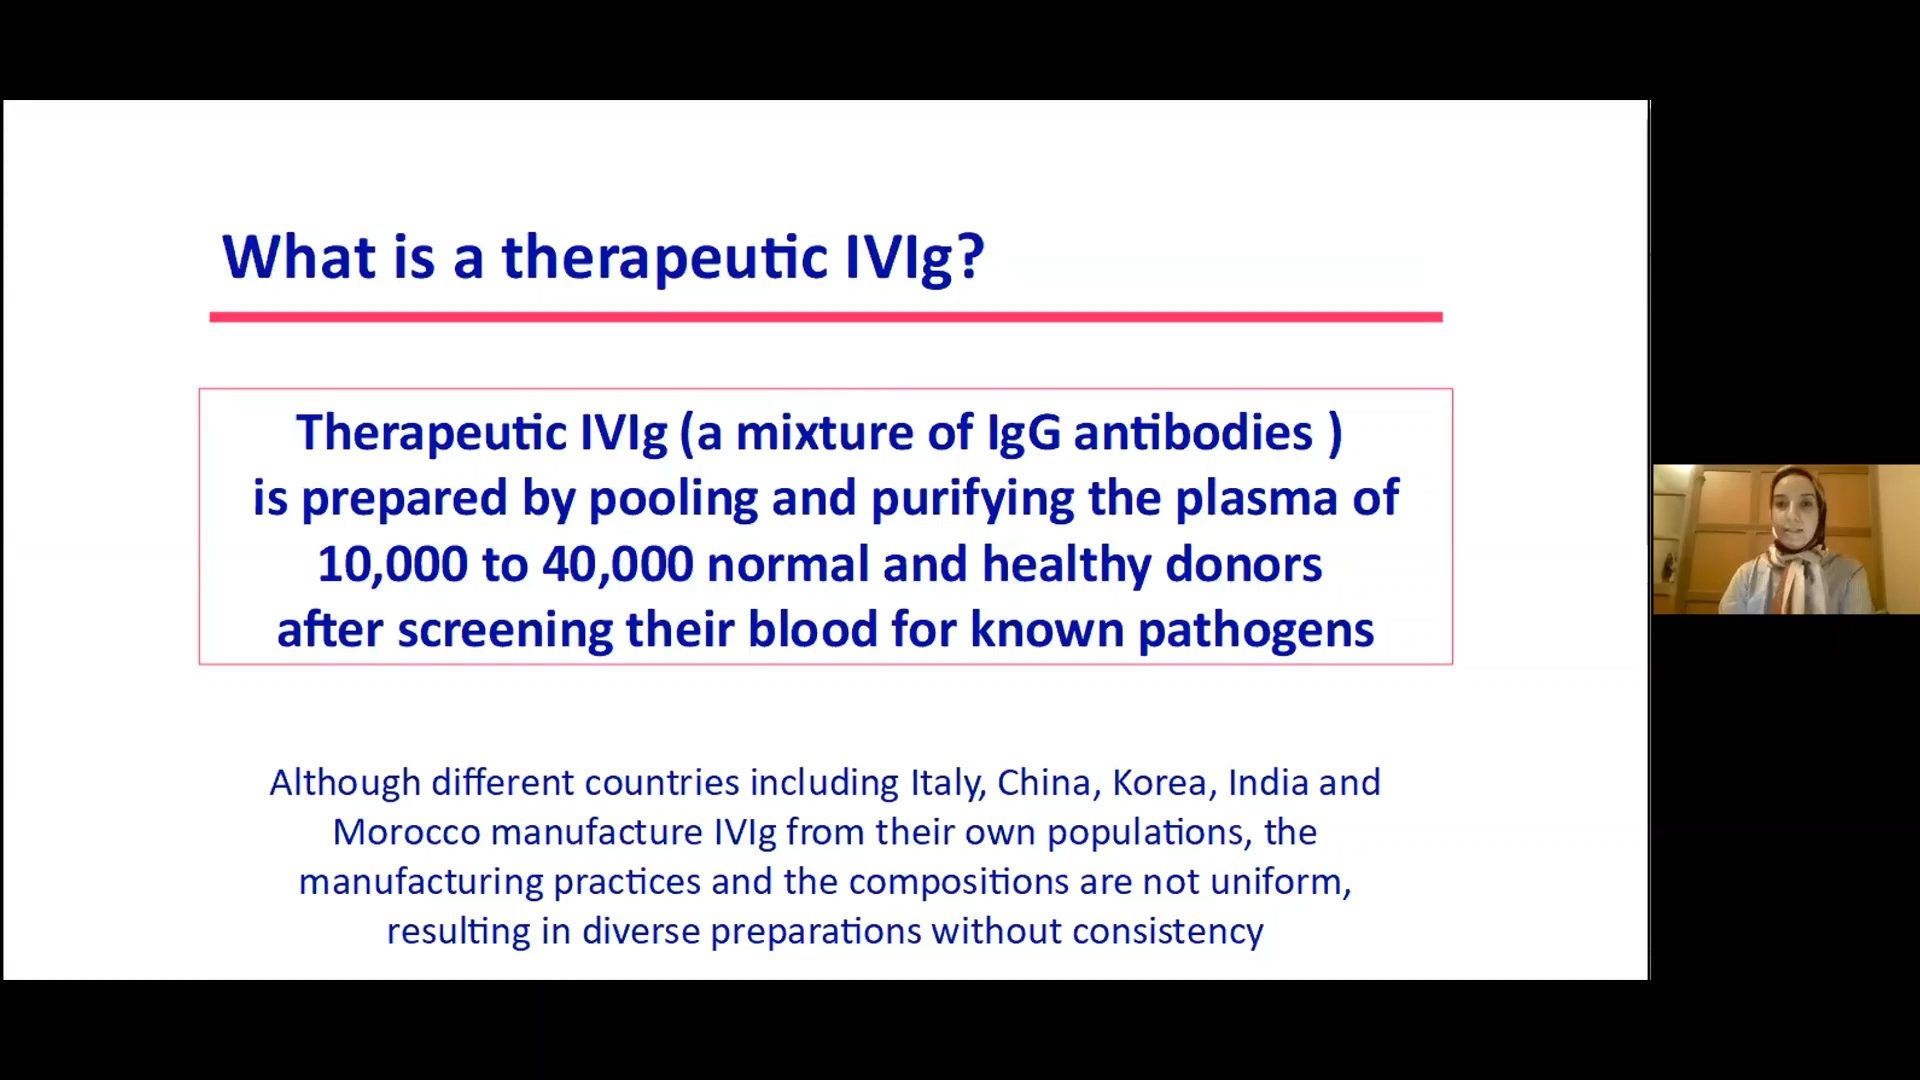 What is a therapeutic IVIg?
Therapeutic IVIg (a mixture of IgG antibodies )
is prepared by pooling and purifying the plasma of
10,000 to 40,000 normal and healthy donors
after screening their blood for known pathogens
Although different countries including Italy, China, Korea, India and
Morocco manufacture IVIg from their own populations, the
manufacturing practices and the compositions are not uniform,
resulting in diverse preparations without consistency